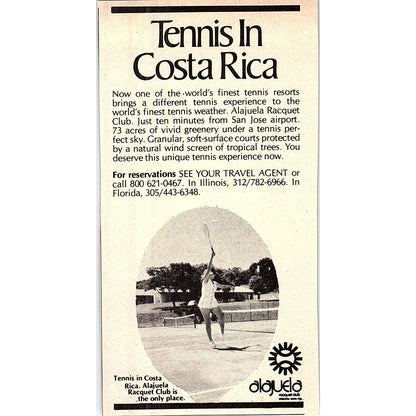 Tennis In
Costa Rica
Now one of the world's finest tennis resorts
brings a different tennis experience to the
world's finest tennis weather. Alajuela Racquet
Club. Just ten minutes from San Jose airport.
73 acres of vivid greenery under a tennis per-
fect sky. Granular, soft-surface courts protected
by a natural wind screen of tropical trees. You
deserve this unique tennis experience now.
For reservations SEE YOUR TRAVEL AGENT or
call 800 621-0467. In Illinois, 312/782-6966. In
Florida, 305/443-6348.
Tennis in Costa
Rica. Alajuela
Racquet Club is
the only place.
alajuela
racquet club